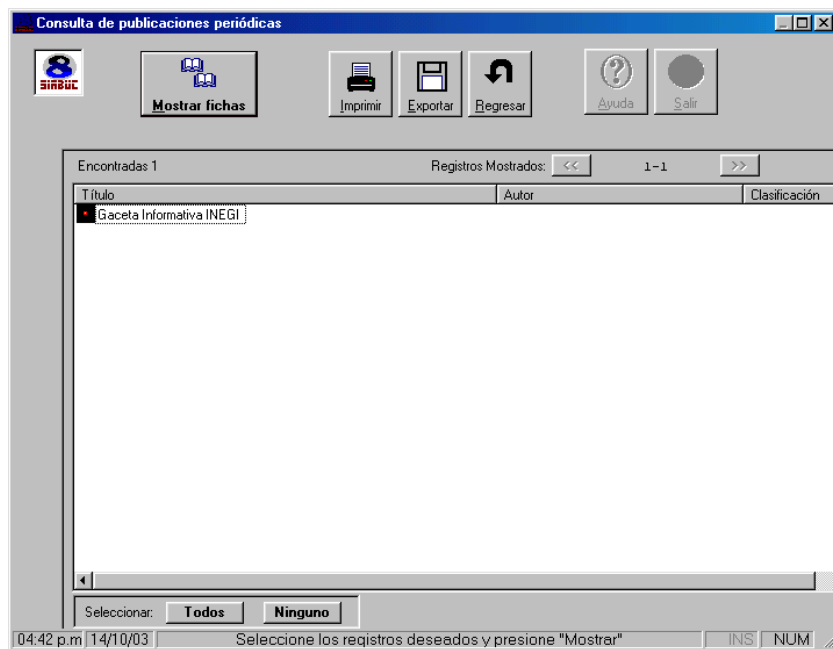 Consulta de publicaciones periódicas
8
SIABUC
Mostrar fichas
Imprimir
Exportar
Regresar
Ayuda
Salir
Encontradas 1
Registros Mostrados: << 1-1 >>
Título Autor Clasificación
Gaceta Informativa INEGI
Seleccionar: Todos Ninguno
04:42 p.m 14/10/03 Seleccione los registros deseados y presione "Mostrar" INS NUM